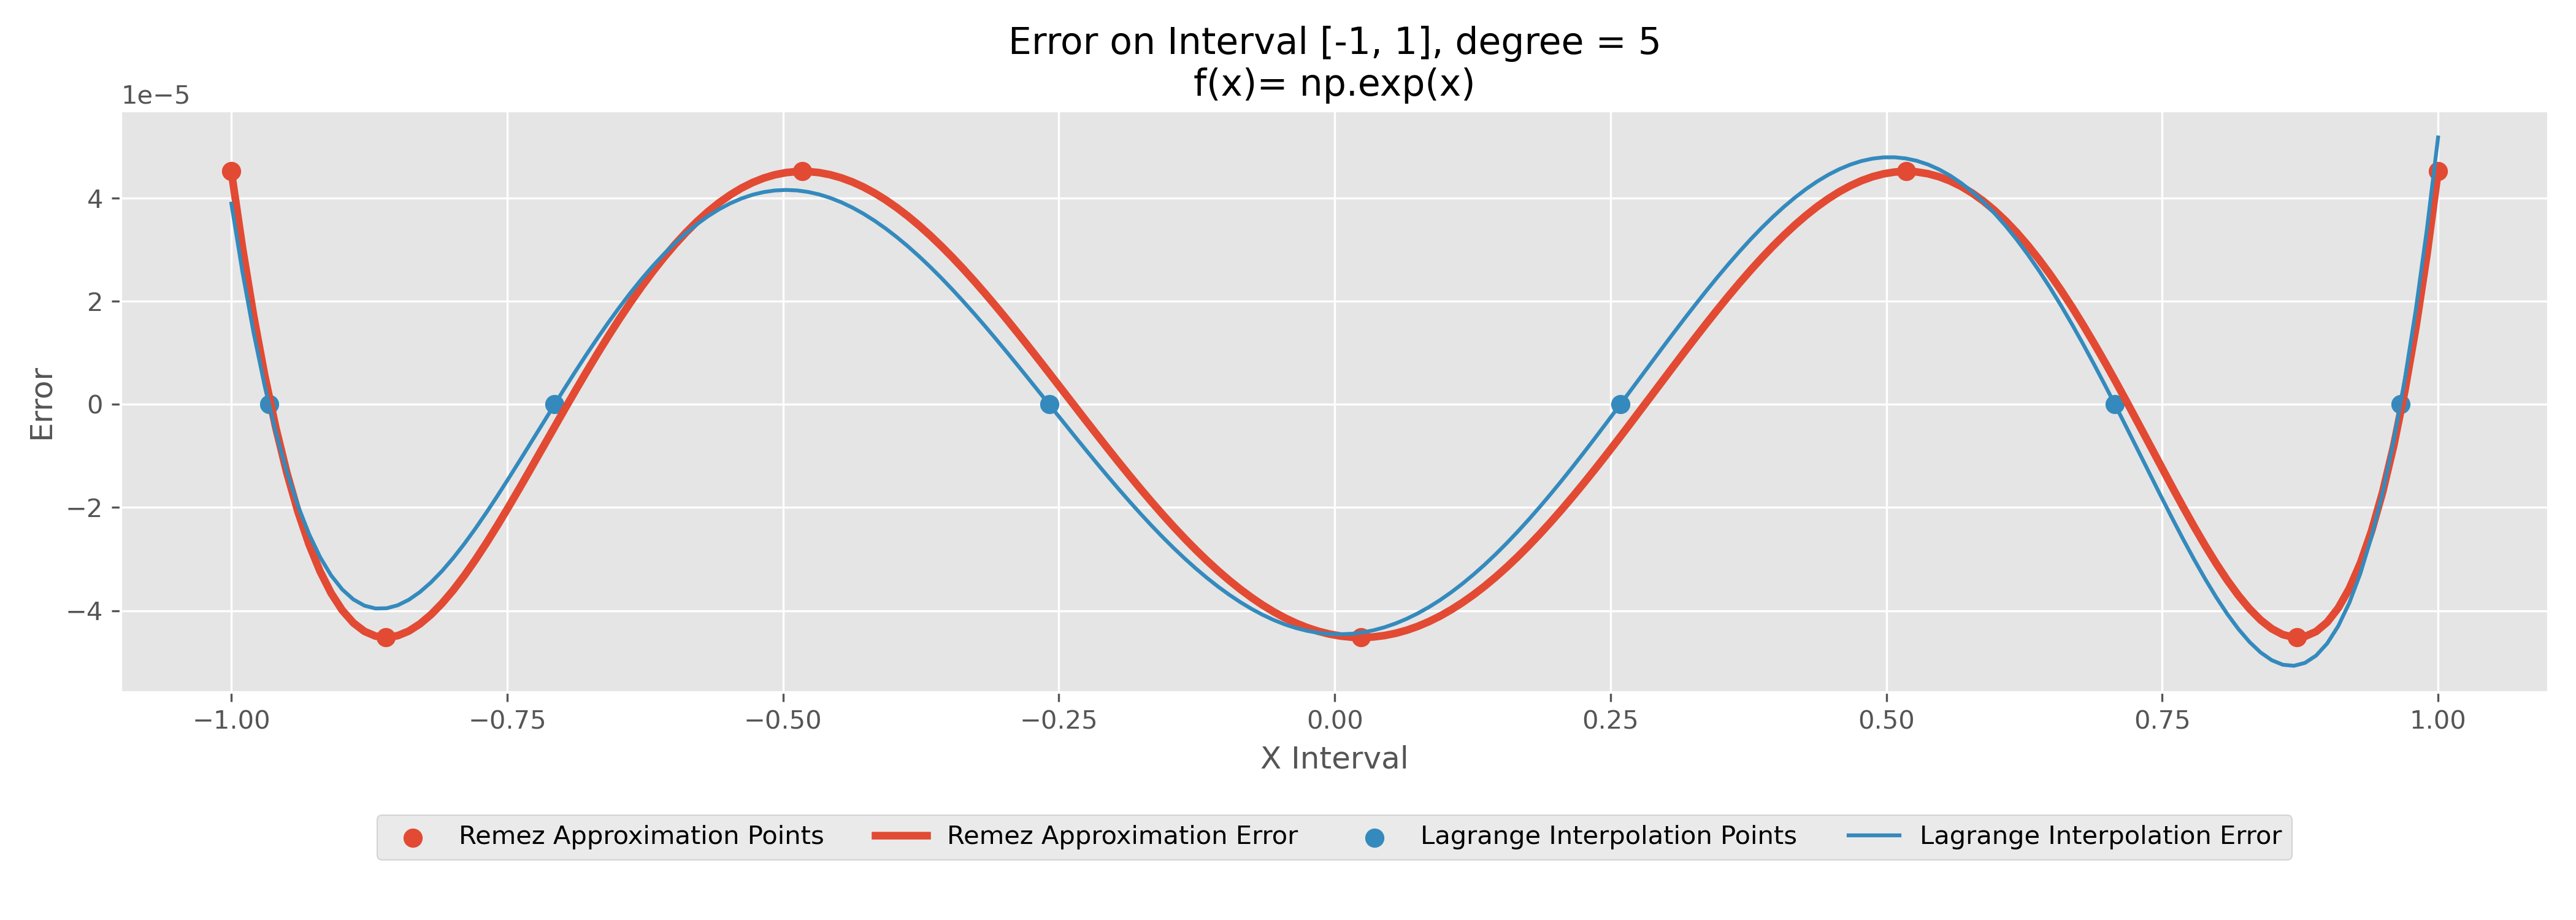 Error on Interval [-1, 1], degree = 5
f(x)= np.exp(x)
1e−5
4
2
0
−2
−4
Error
−1.00 −0.75 −0.50 −0.25 0.00 0.25 0.50 0.75 1.00
X Interval
Remez Approximation Points Remez Approximation Error Lagrange Interpolation Points Lagrange Interpolation Error